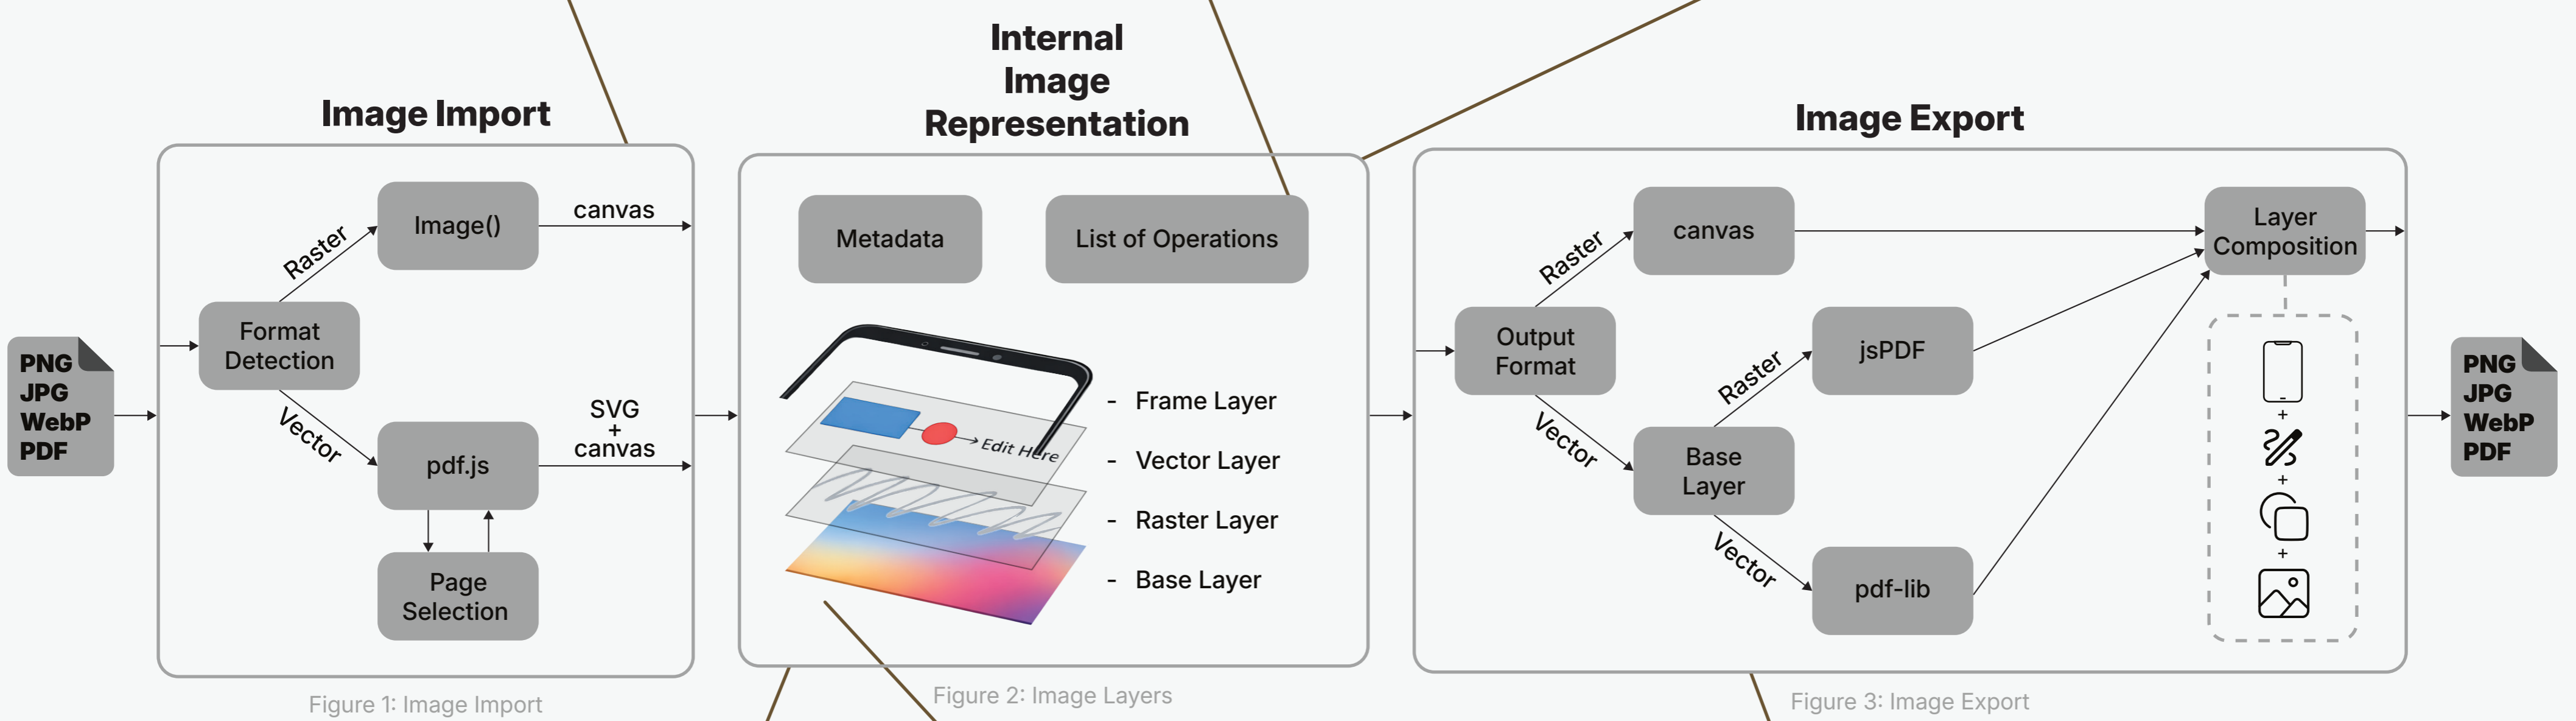 Image Import
Internal
Image
Representation
Image Export
PNG
JPG
WebP
PDF
Format
Detection
Raster
Vector
Image()
canvas
pdf.js
SVG
+
canvas
Page
Selection
Figure 1: Image Import
Metadata
List of Operations
Edit Here
- Frame Layer
- Vector Layer
- Raster Layer
- Base Layer
Figure 2: Image Layers
Output
Format
Raster
Vector
canvas
Base
Layer
Raster
Vector
jsPDF
pdf-lib
Layer
Composition
+
+
+
Figure 3: Image Export
PNG
JPG
WebP
PDF